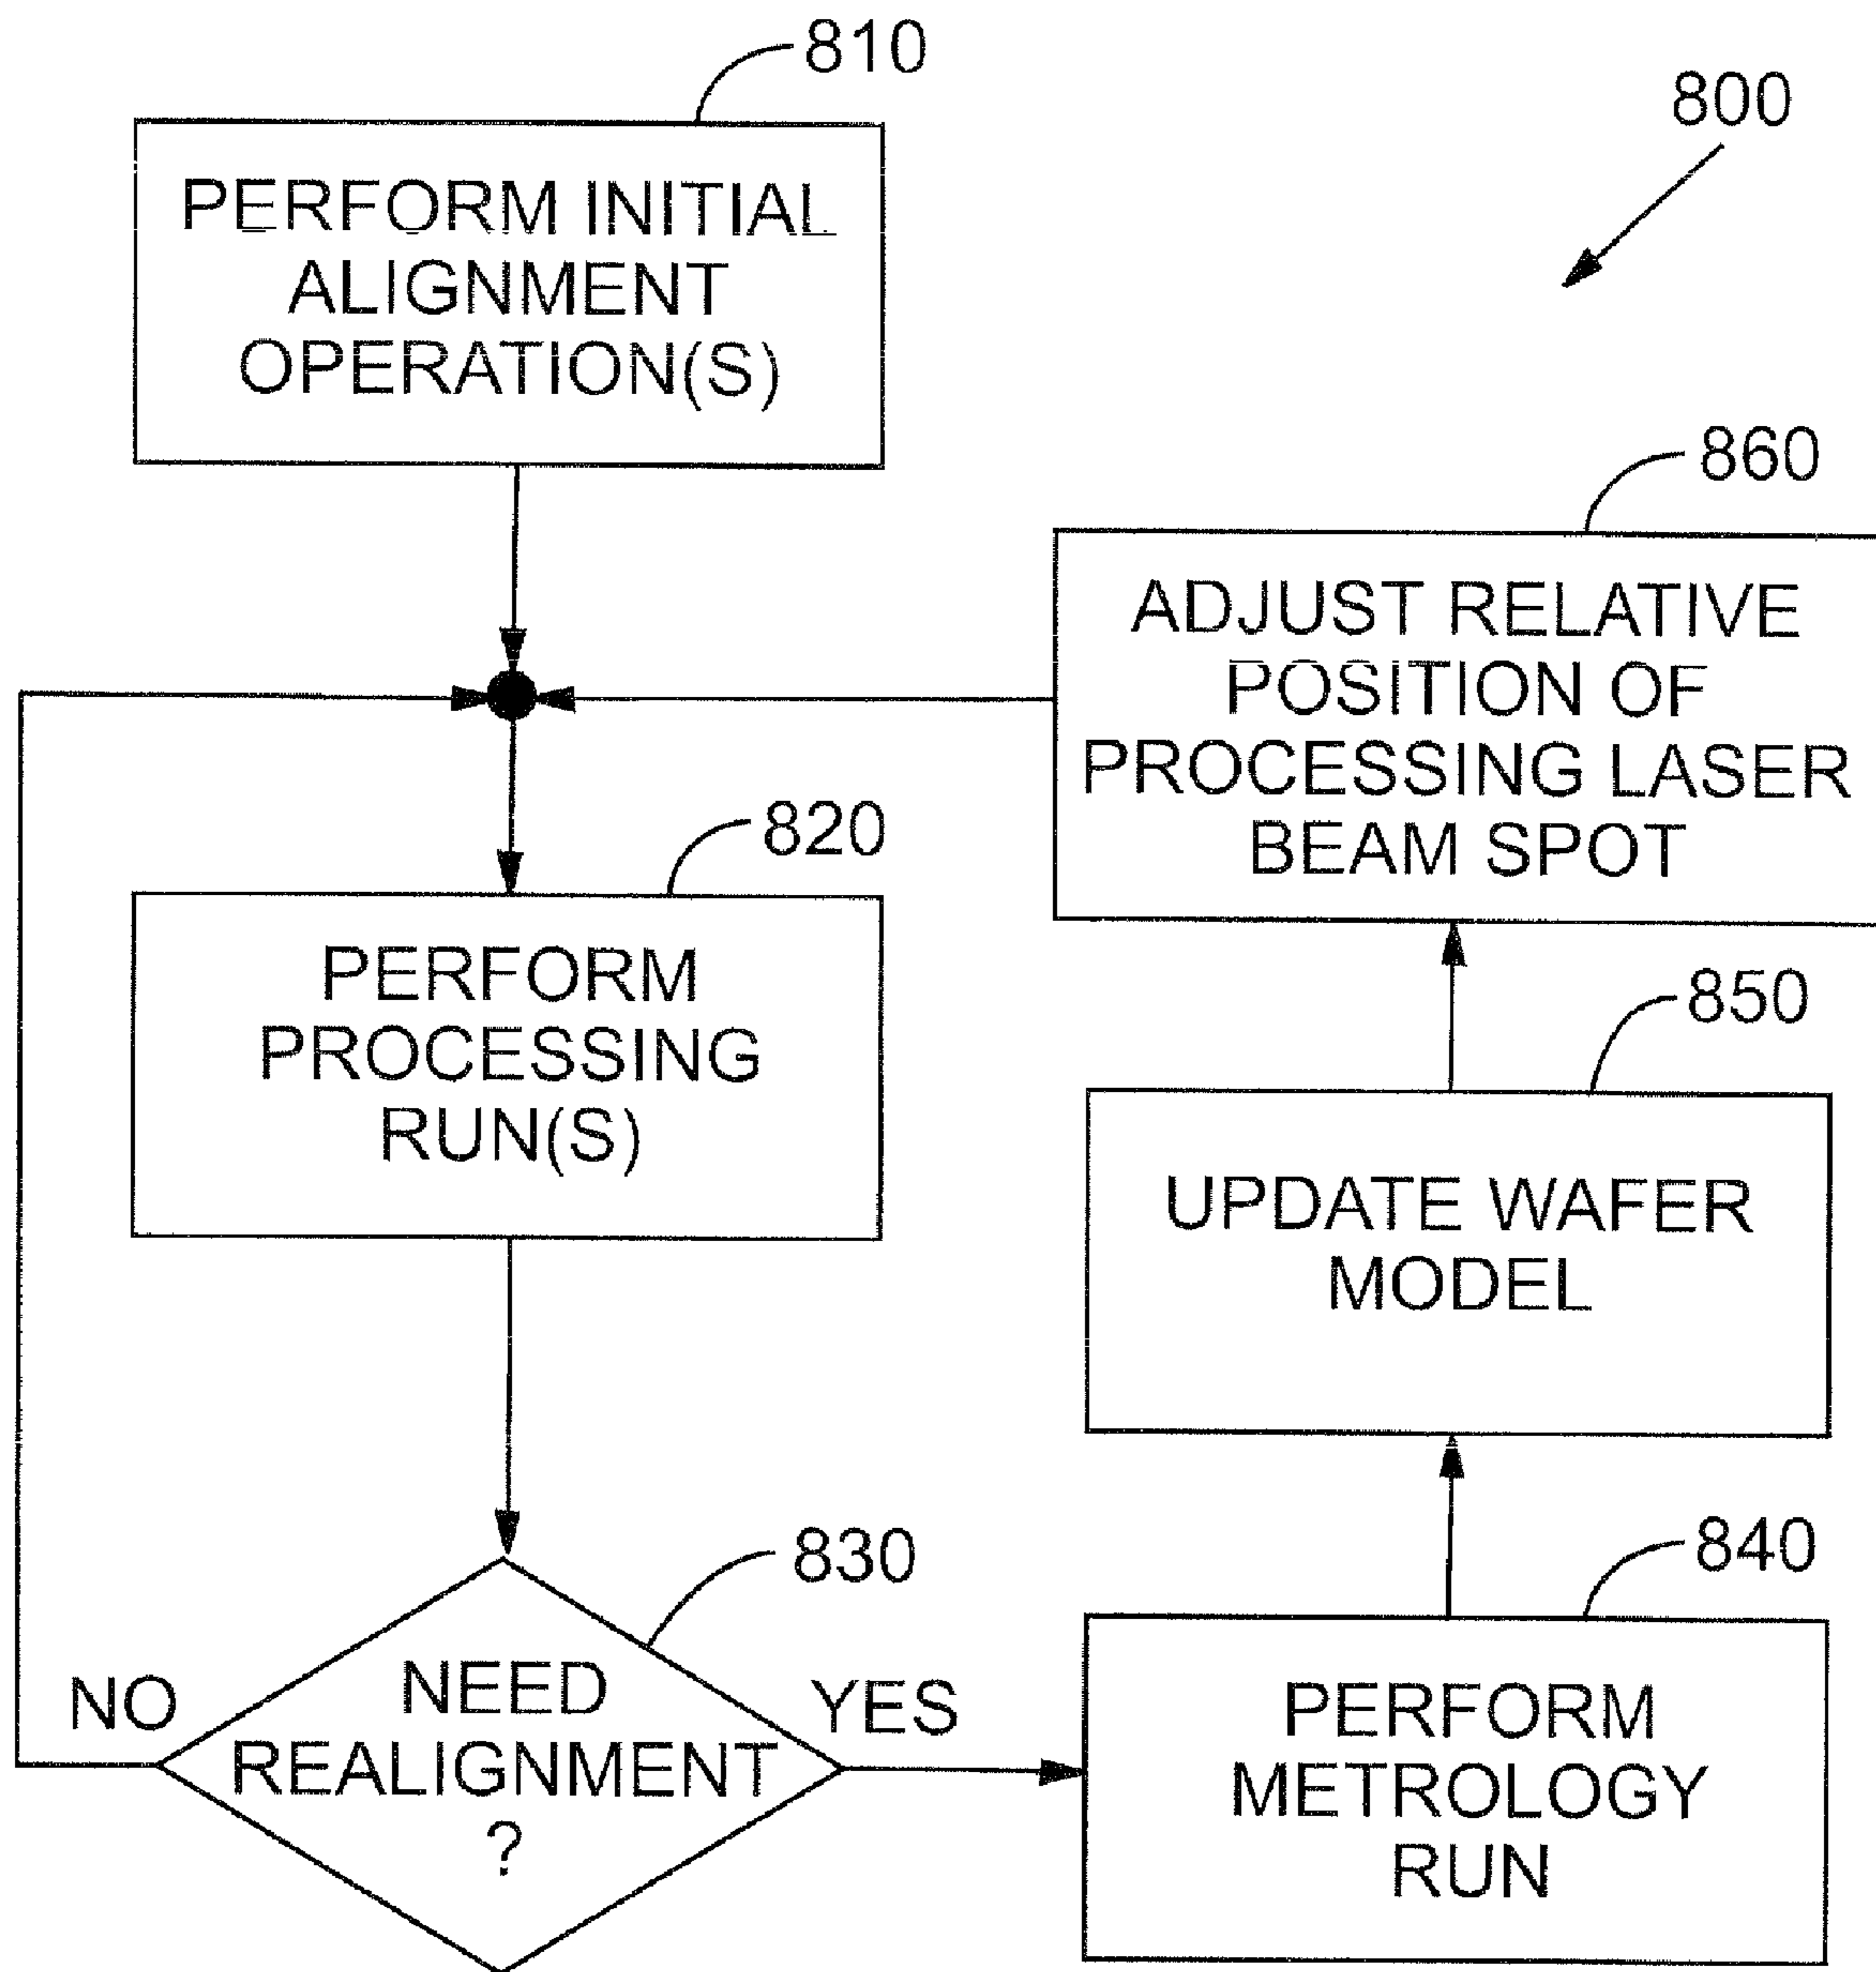 810
800
PERFORM INITIAL
ALIGNMENT
OPERATION(S)
860
ADJUST RELATIVE
POSITION OF
PROCESSING LASER
BEAM SPOT
820
PERFORM
PROCESSING
RUN(S)
850
UPDATE WAFER
MODEL
830
NEED
REALIGNMENT
?
NO
YES
840
PERFORM
METROLOGY
RUN